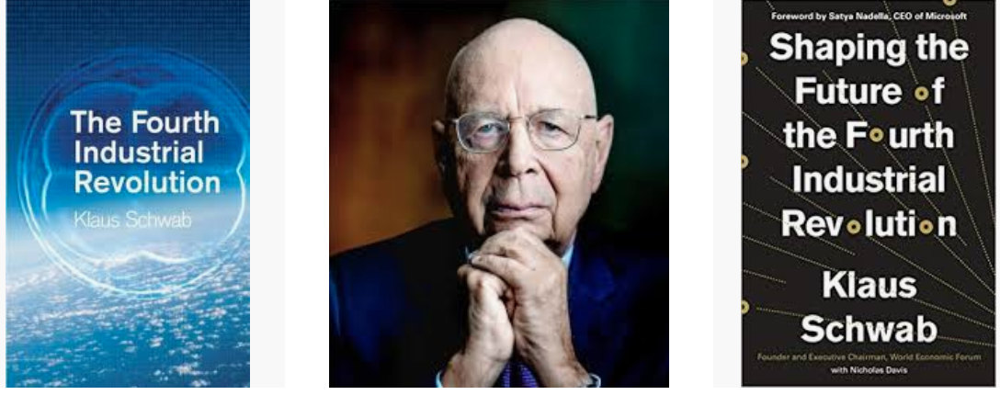 The Fourth
Industrial
Revolution
Klaus Schwab
Foreword by Satya Nadella, CEO of Microsoft
Shaping the
Future of
the Fourth
Industrial
Revolution
Klaus
Schwab
Founder and Executive Chairman, World Economic Forum
with Nicholas Davis